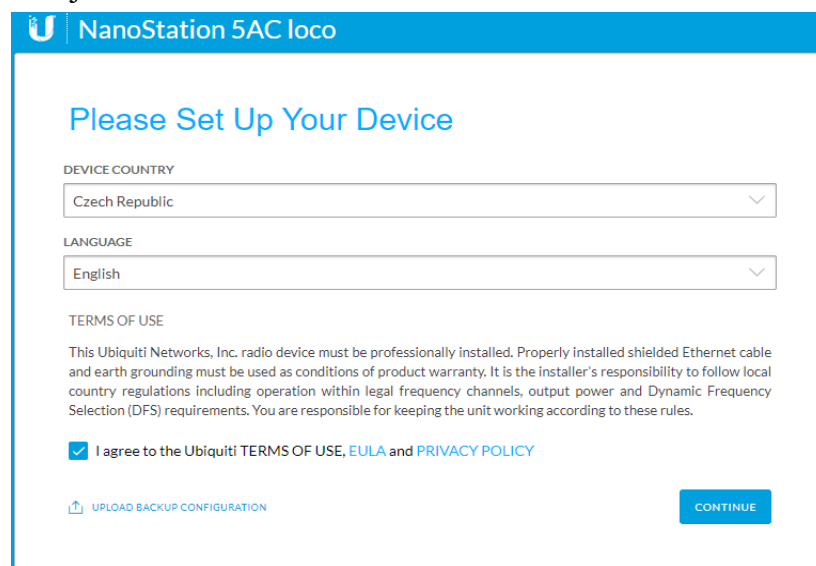 NanoStation 5AC loco
Please Set Up Your Device
DEVICE COUNTRY
Czech Republic
LANGUAGE
English
TERMS OF USE
This Ubiquiti Networks, Inc. radio device must be professionally installed. Properly installed shielded Ethernet cable
and earth grounding must be used as conditions of product warranty. It is the installer's responsibility to follow local
country regulations including operation within legal frequency channels, output power and Dynamic Frequency
Selection (DFS) requirements. You are responsible for keeping the unit working according to these rules.
I agree to the Ubiquiti TERMS OF USE, EULA and PRIVACY POLICY
UPLOAD BACKUP CONFIGURATION
CONTINUE